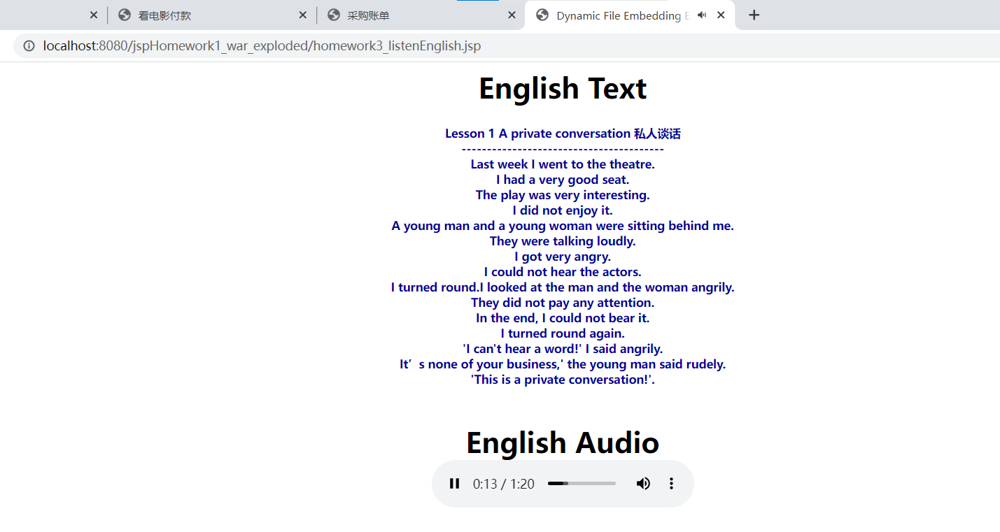 看电影付款
采购账单
Dynamic File Embedding E
localhost:8080/jspHomework1_war_exploded/homework3_listenEnglish.jsp
English Text
Lesson 1 A private conversation 私人谈话
----------------------------------------
Last week I went to the theatre.
I had a very good seat.
The play was very interesting.
I did not enjoy it.
A young man and a young woman were sitting behind me.
They were talking loudly.
I got very angry.
I could not hear the actors.
I turned round.I looked at the man and the woman angrily.
They did not pay any attention.
In the end, I could not bear it.
I turned round again.
'I can't hear a word!' I said angrily.
It’s none of your business,' the young man said rudely.
'This is a private conversation!'.
English Audio
0:13 / 1:20